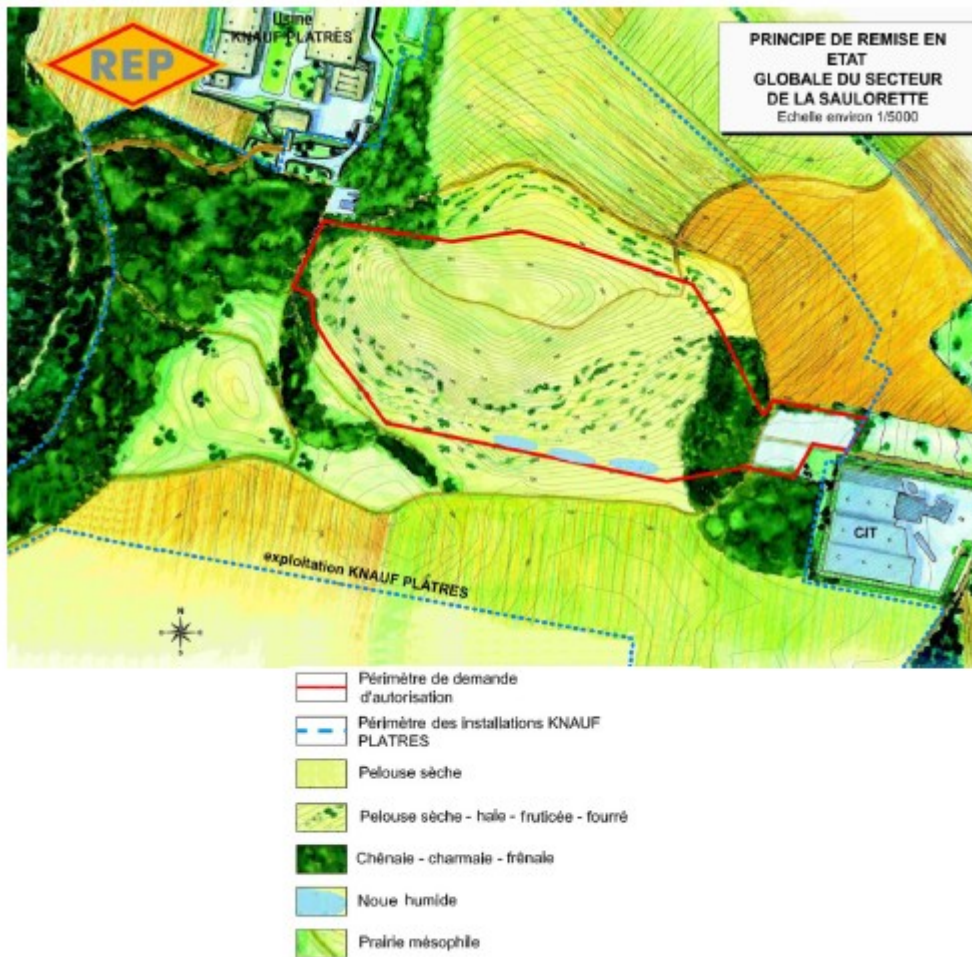 Usine
KNAUF PLATRES
REP
PRINCIPE DE REMISE EN
ETAT
GLOBALE DU SECTEUR
DE LA SAULORETTE
Echelle environ 1/5000
CIT
exploitation KNAUF PLÂTRES
N
S
Périmètre de demande
d'autorisation
Périmètre des installations KNAUF
PLATRES
Pelouse sèche
Pelouse sèche - haie - fruticée - fourré
Chênaie - charmaie - frênaie
Noue humide
Prairie mésophile